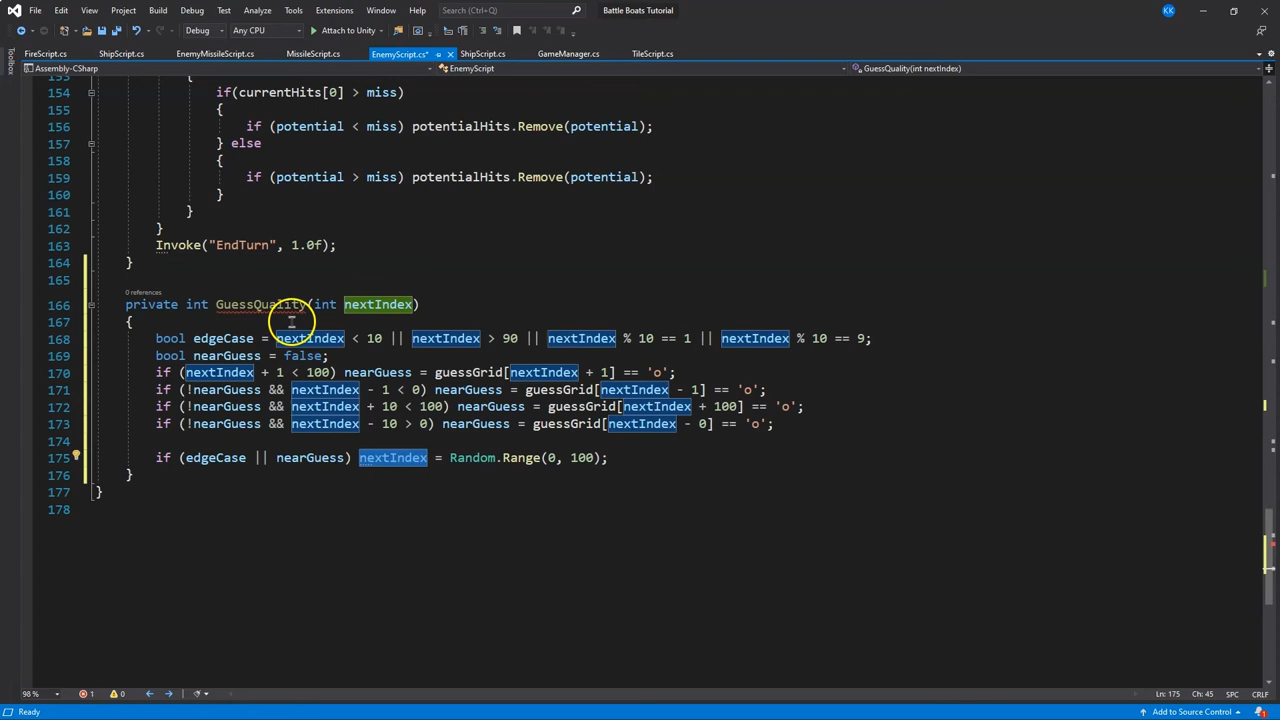 File Edit View Git Project Build Debug Test Analyze Tools Extensions Window Help Search (Ctrl+Q) Battle Boats Tutorial KK
Debug Any CPU Attach to Unity
FireScript.cs ShipScript.cs EnemyMissileScript.cs MissileScript.cs EnemyScript.cs* ShipScript.cs GameManager.cs TileScript.cs
Toolbox
Assembly-CSharp EnemyScript GuessQuality(int nextIndex)
153 {
154 if(currentHits[0] > miss)
155 {
156 if (potential < miss) potentialHits.Remove(potential);
157 } else
158 {
159 if (potential > miss) potentialHits.Remove(potential);
160 }
161 }
162 }
163 Invoke("EndTurn", 1.0f);
164 }
165
0 references
166 private int GuessQuality(int nextIndex)
167 {
168 bool edgeCase = nextIndex < 10 || nextIndex > 90 || nextIndex % 10 == 1 || nextIndex % 10 == 9;
169 bool nearGuess = false;
170 if (nextIndex + 1 < 100) nearGuess = guessGrid[nextIndex + 1] == 'o';
171 if (!nearGuess && nextIndex - 1 < 0) nearGuess = guessGrid[nextIndex - 1] == 'o';
172 if (!nearGuess && nextIndex + 10 < 100) nearGuess = guessGrid[nextIndex + 100] == 'o';
173 if (!nearGuess && nextIndex - 10 > 0) nearGuess = guessGrid[nextIndex - 0] == 'o';
174
175 if (edgeCase || nearGuess) nextIndex = Random.Range(0, 100);
176 }
177 }
178
98 % 1 0 Ln: 175 Ch: 45 SPC CRLF
Ready Add to Source Control 1